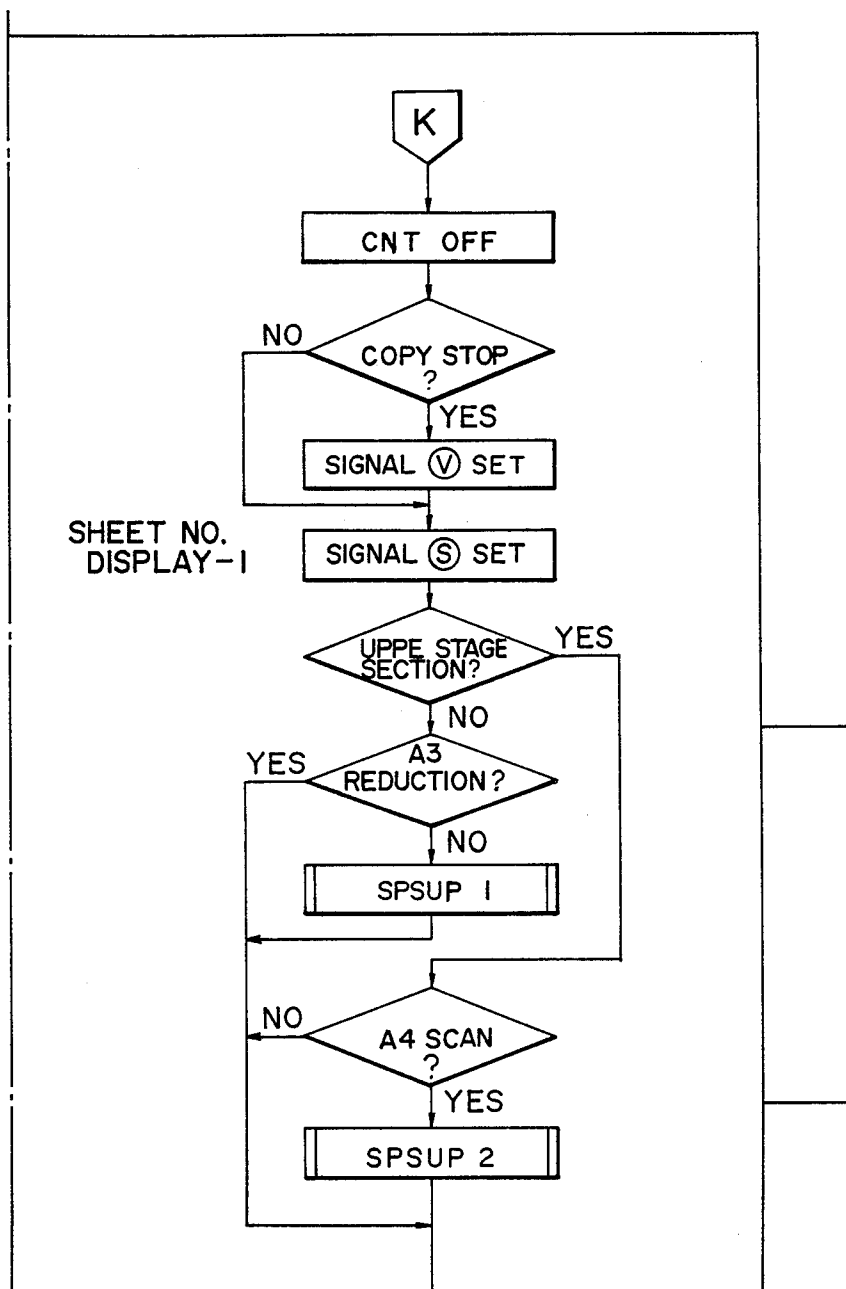 K
CNT OFF
NO
COPY STOP
?
YES
SIGNAL Ⓥ SET
SHEET NO.
DISPLAY-1
SIGNAL Ⓢ SET
UPPE STAGE
SECTION?
YES
NO
A3
REDUCTION?
YES
NO
SPSUP 1
NO
A4 SCAN
?
YES
SPSUP 2